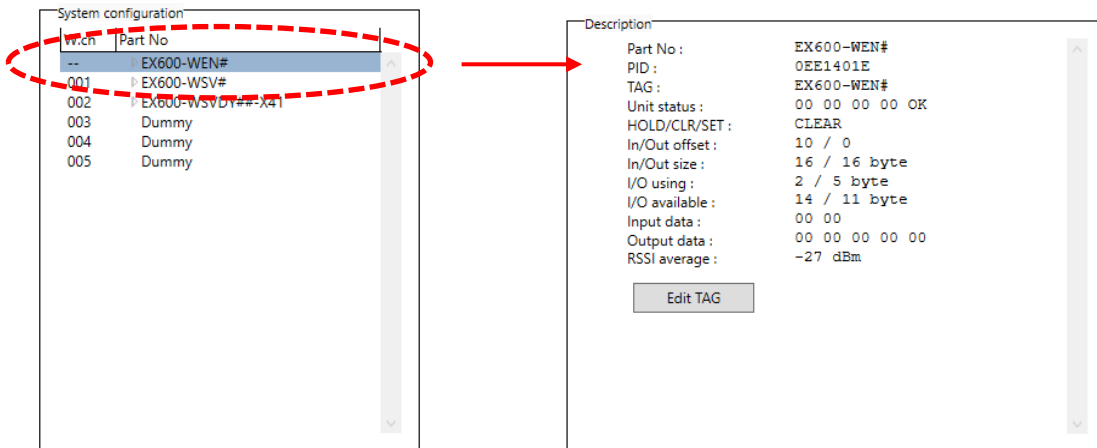 System configuration
W.ch Part No
-- EX600-WEN#
001 EX600-WSV#
002 EX600-WSVDY##-X41
003 Dummy
004 Dummy
005 Dummy
Description
Part No : EX600-WEN#
PID : 0EE1401E
TAG : EX600-WEN#
Unit status : 00 00 00 00 OK
HOLD/CLR/SET : CLEAR
In/Out offset : 10 / 0
In/Out size : 16 / 16 byte
I/O using : 2 / 5 byte
I/O available : 14 / 11 byte
Input data : 00 00
Output data : 00 00 00 00 00
RSSI average : -27 dBm
Edit TAG